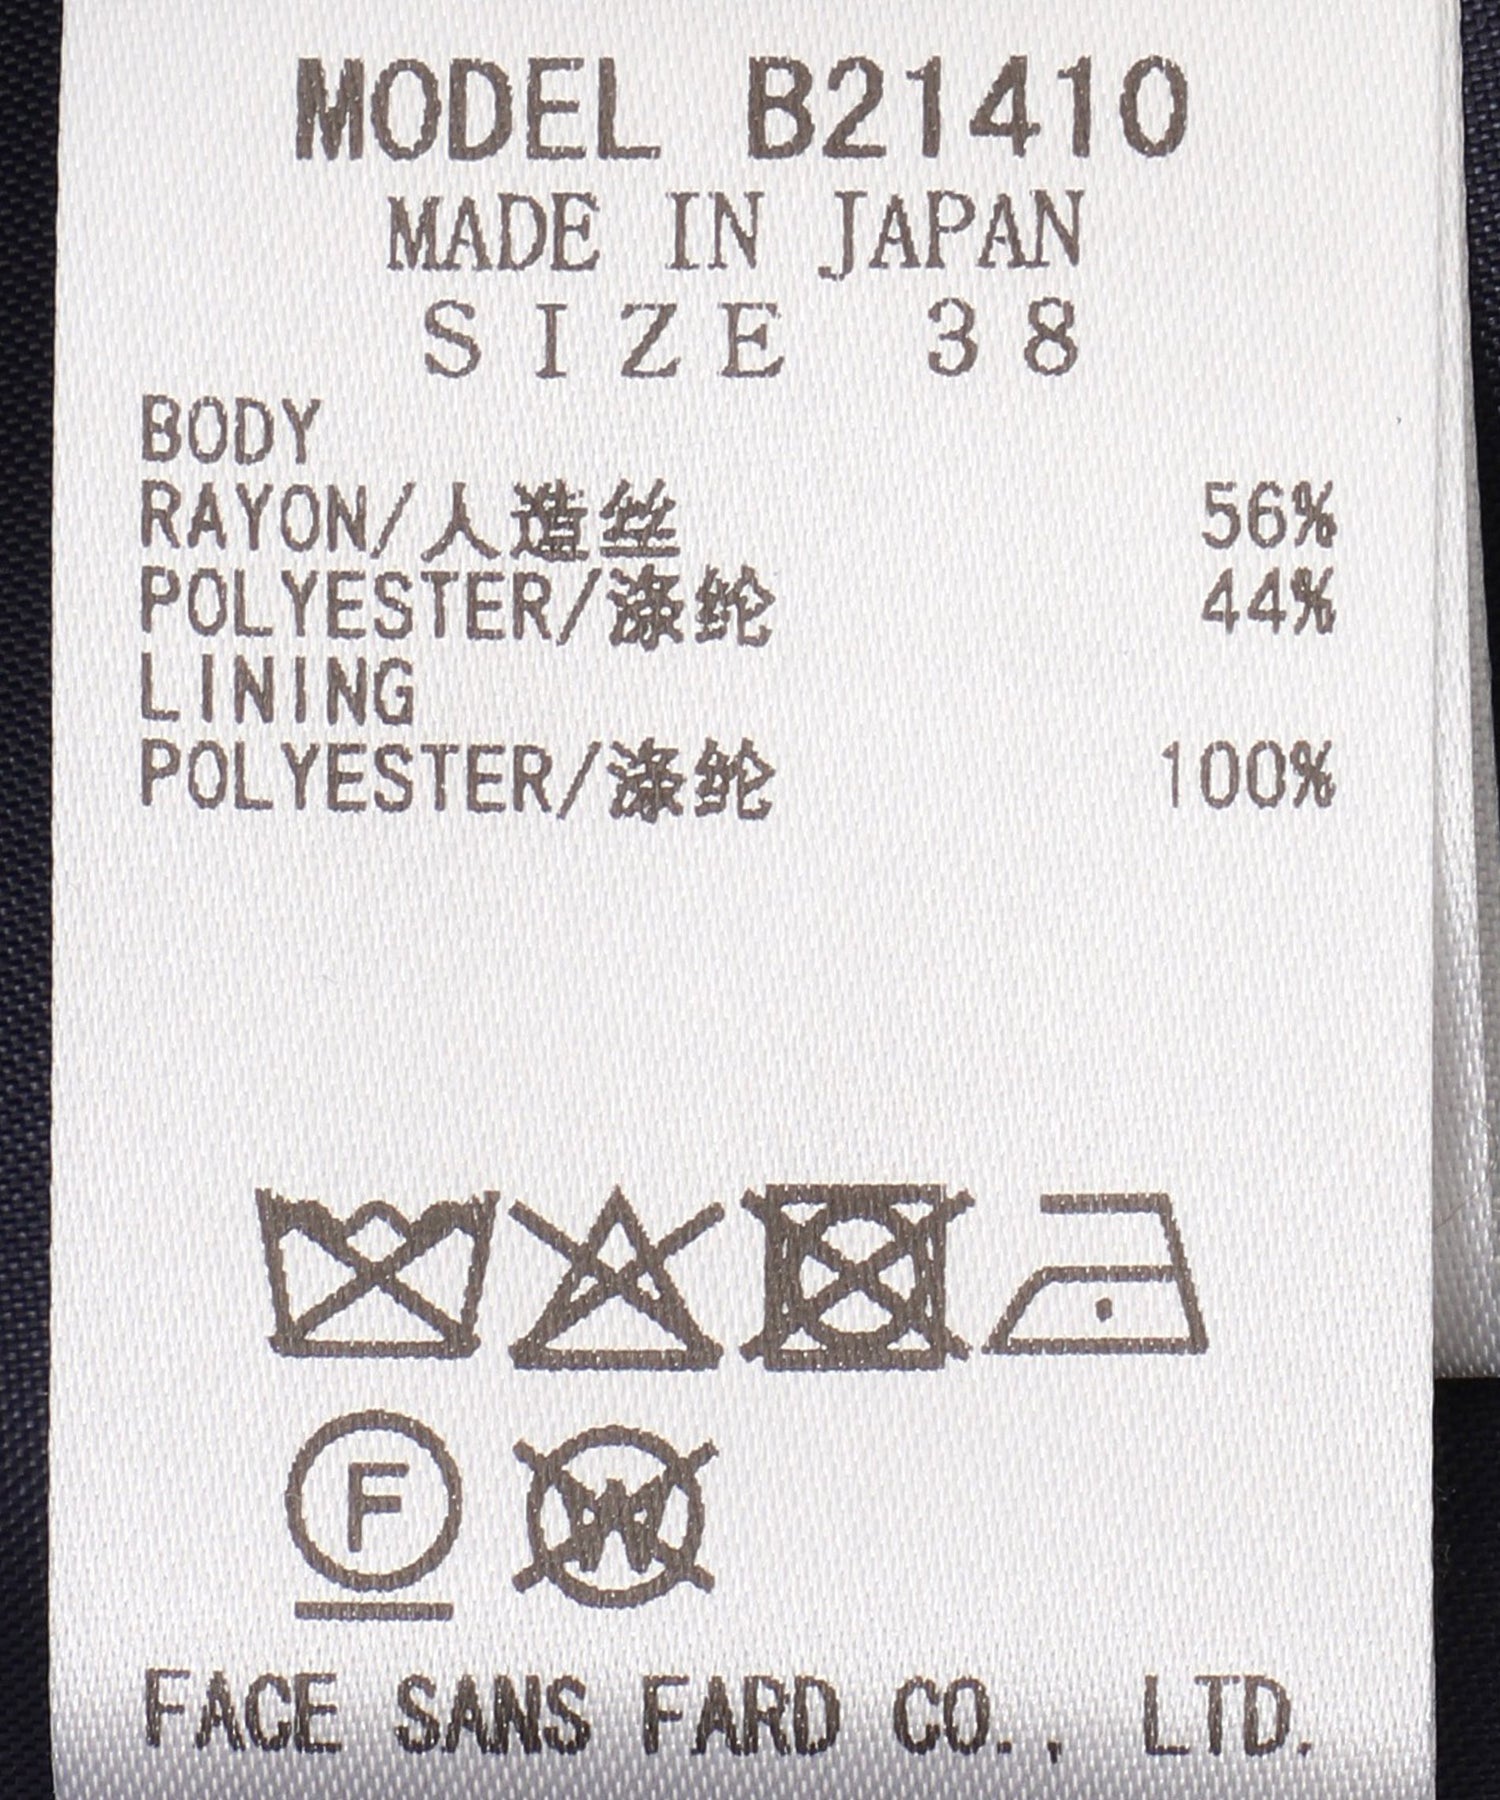 MODEL B21410
MADE IN JAPAN
SIZE 38
BODY
RAYON/人造丝 56%
POLYESTER/涤纶 44%
LINING
POLYESTER/涤纶 100%
F W
FACE SANS FARD CO., LTD.